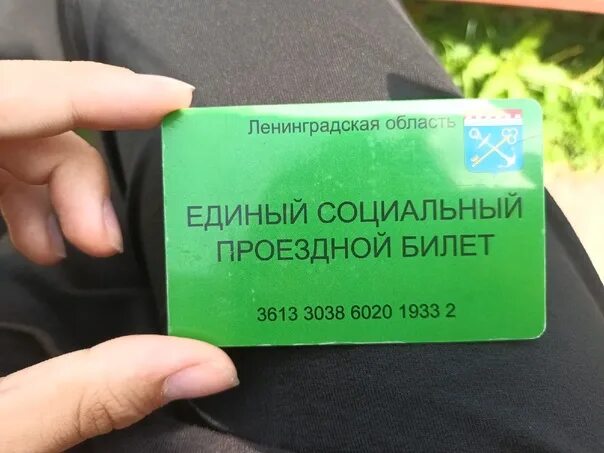 Ленинградская область
ЕДИНЫЙ СОЦИАЛЬНЫЙ
ПРОЕЗДНОЙ БИЛЕТ
3613 3038 6020 1933 2